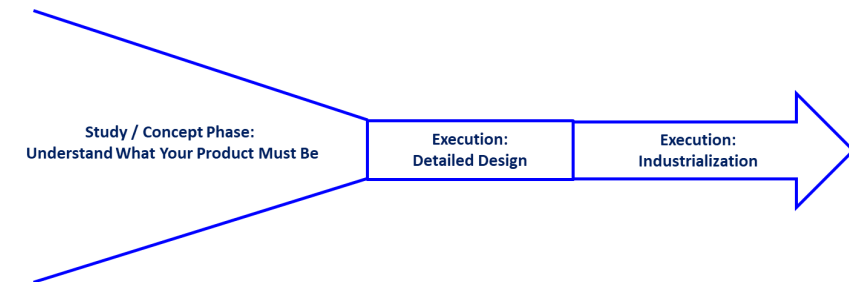 Study / Concept Phase:
Understand What Your Product Must Be
Execution:
Detailed Design
Execution:
Industrialization